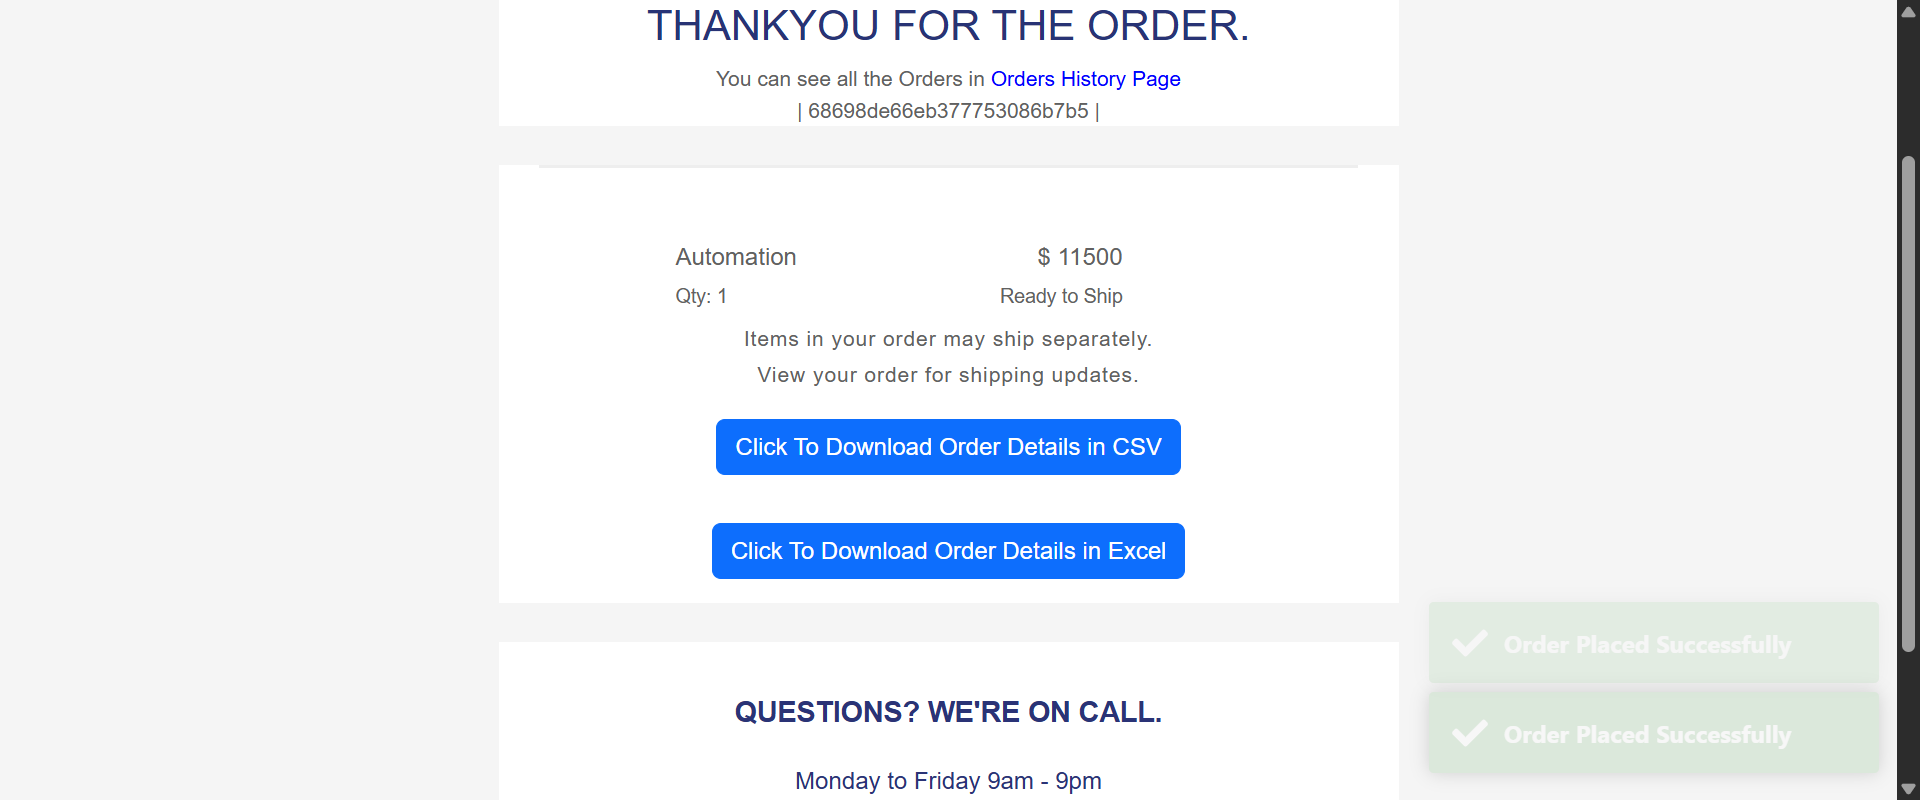 THANKYOU FOR THE ORDER.
You can see all the Orders in Orders History Page
| 68698de66eb377753086b7b5 |
Automation $ 11500
Qty: 1 Ready to Ship
Items in your order may ship separately.
View your order for shipping updates.
Click To Download Order Details in CSV
Click To Download Order Details in Excel
Order Placed Successfully
Order Placed Successfully
QUESTIONS? WE'RE ON CALL.
Monday to Friday 9am - 9pm